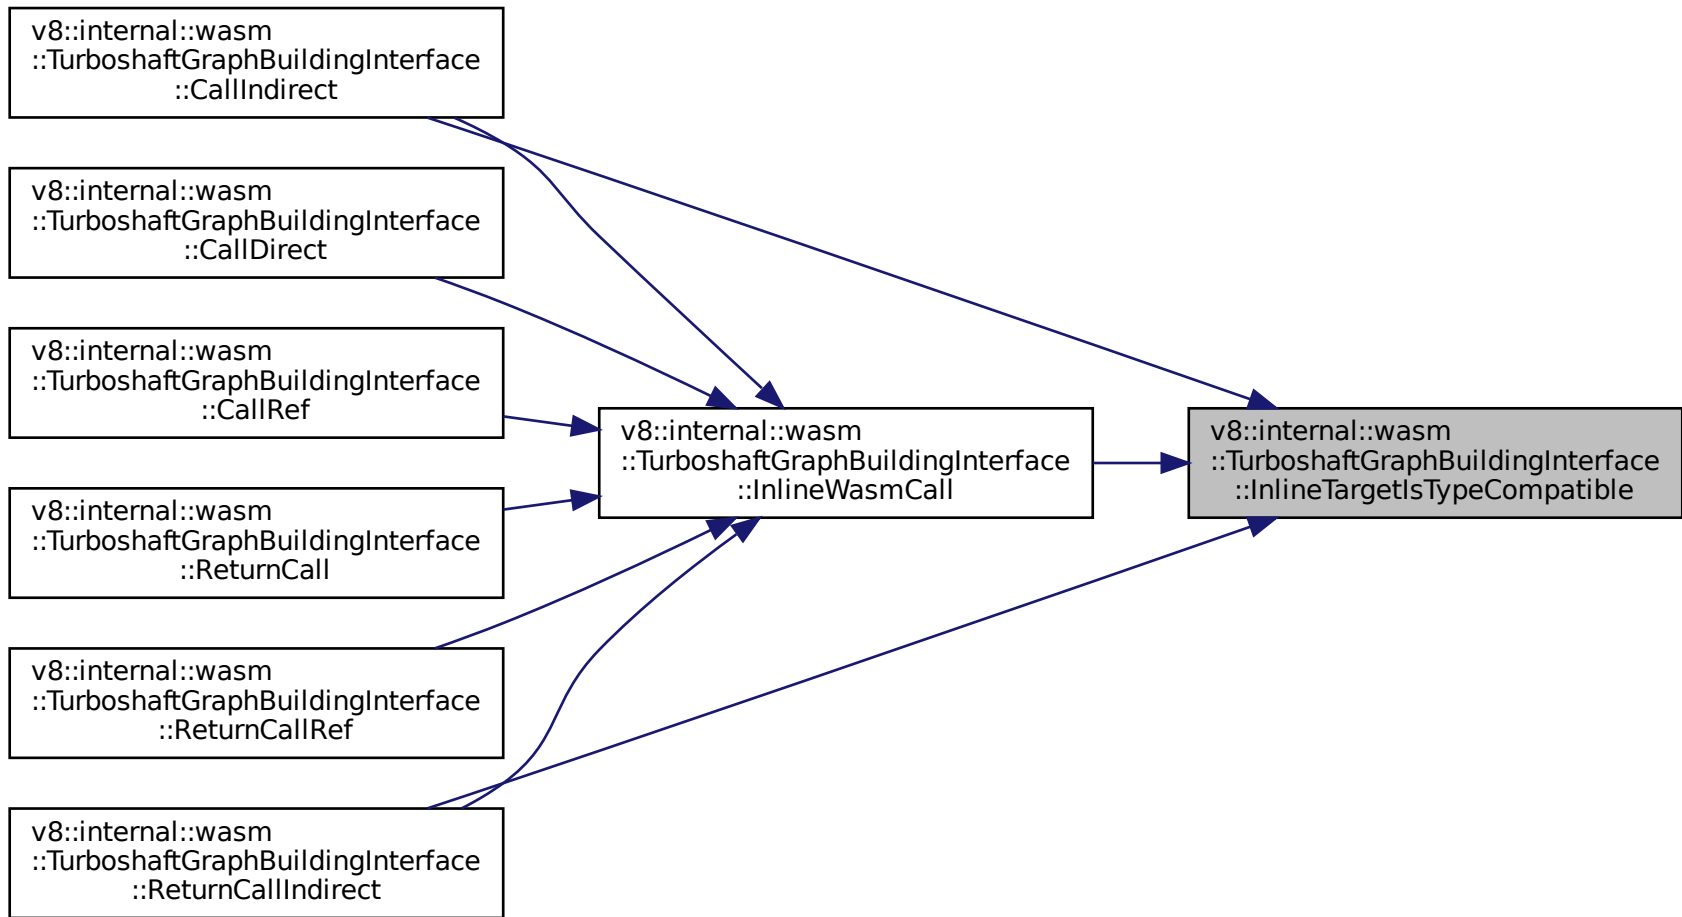 v8::internal::wasm
::TurboshaftGraphBuildingInterface
::CallIndirect
v8::internal::wasm
::TurboshaftGraphBuildingInterface
::CallDirect
v8::internal::wasm
::TurboshaftGraphBuildingInterface
::CallRef
v8::internal::wasm
::TurboshaftGraphBuildingInterface
::ReturnCall
v8::internal::wasm
::TurboshaftGraphBuildingInterface
::ReturnCallRef
v8::internal::wasm
::TurboshaftGraphBuildingInterface
::ReturnCallIndirect
v8::internal::wasm
::TurboshaftGraphBuildingInterface
::InlineWasmCall
v8::internal::wasm
::TurboshaftGraphBuildingInterface
::InlineTargetIsTypeCompatible